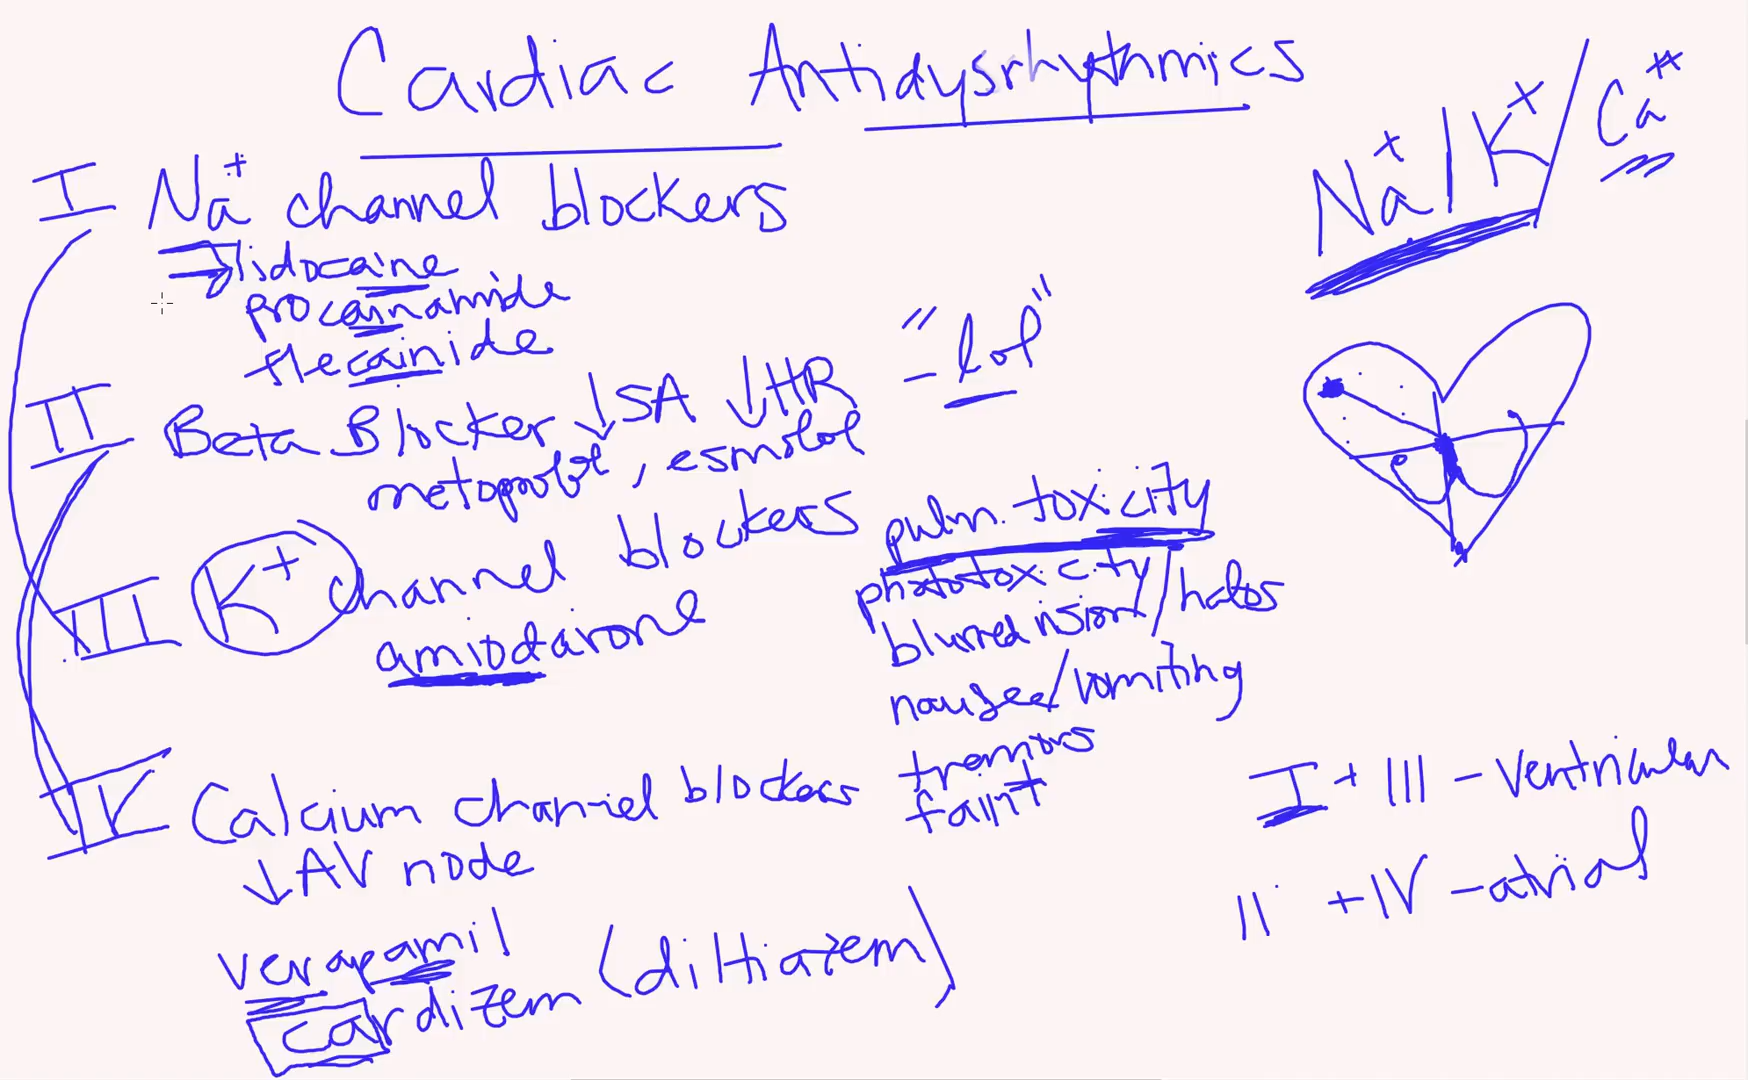 Cardiac Antidysrhythmics
Na+ / K+ / Ca++
I Na+ channel blockers
→ lidocaine
procainamide
flecainide
"-lol"
II Beta Blocker ↓SA ↓HR
metoprolol, esmolol
III K+ channel blockers
amiodarone
pulm. toxicity
phototoxicity / halos
blurred vision
nausea/vomiting
tremors
faint
IV Calcium channel blockers
↓AV node
verapamil
cardizem (diltiazem)
I + III - ventricular
II + IV - atrial